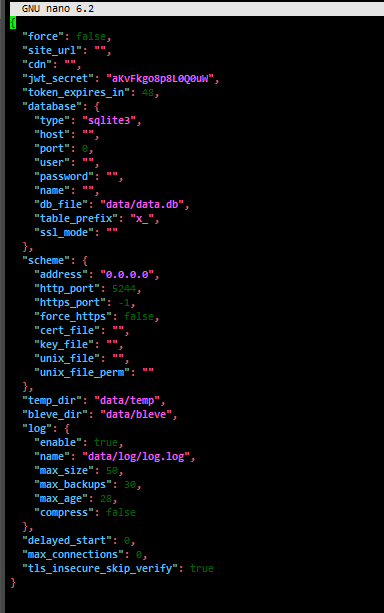 GNU nano 6.2
{
  "force": false,
  "site_url": "",
  "cdn": "",
  "jwt_secret": "aKvFkgo8p8L0Q0uW",
  "token_expires_in": 48,
  "database": {
    "type": "sqlite3",
    "host": "",
    "port": 0,
    "user": "",
    "password": "",
    "name": "",
    "db_file": "data/data.db",
    "table_prefix": "x_",
    "ssl_mode": ""
  },
  "scheme": {
    "address": "0.0.0.0",
    "http_port": 5244,
    "https_port": -1,
    "force_https": false,
    "cert_file": "",
    "key_file": "",
    "unix_file": "",
    "unix_file_perm": ""
  },
  "temp_dir": "data/temp",
  "bleve_dir": "data/bleve",
  "log": {
    "enable": true,
    "name": "data/log/log.log",
    "max_size": 50,
    "max_backups": 30,
    "max_age": 28,
    "compress": false
  },
  "delayed_start": 0,
  "max_connections": 0,
  "tls_insecure_skip_verify": true
}